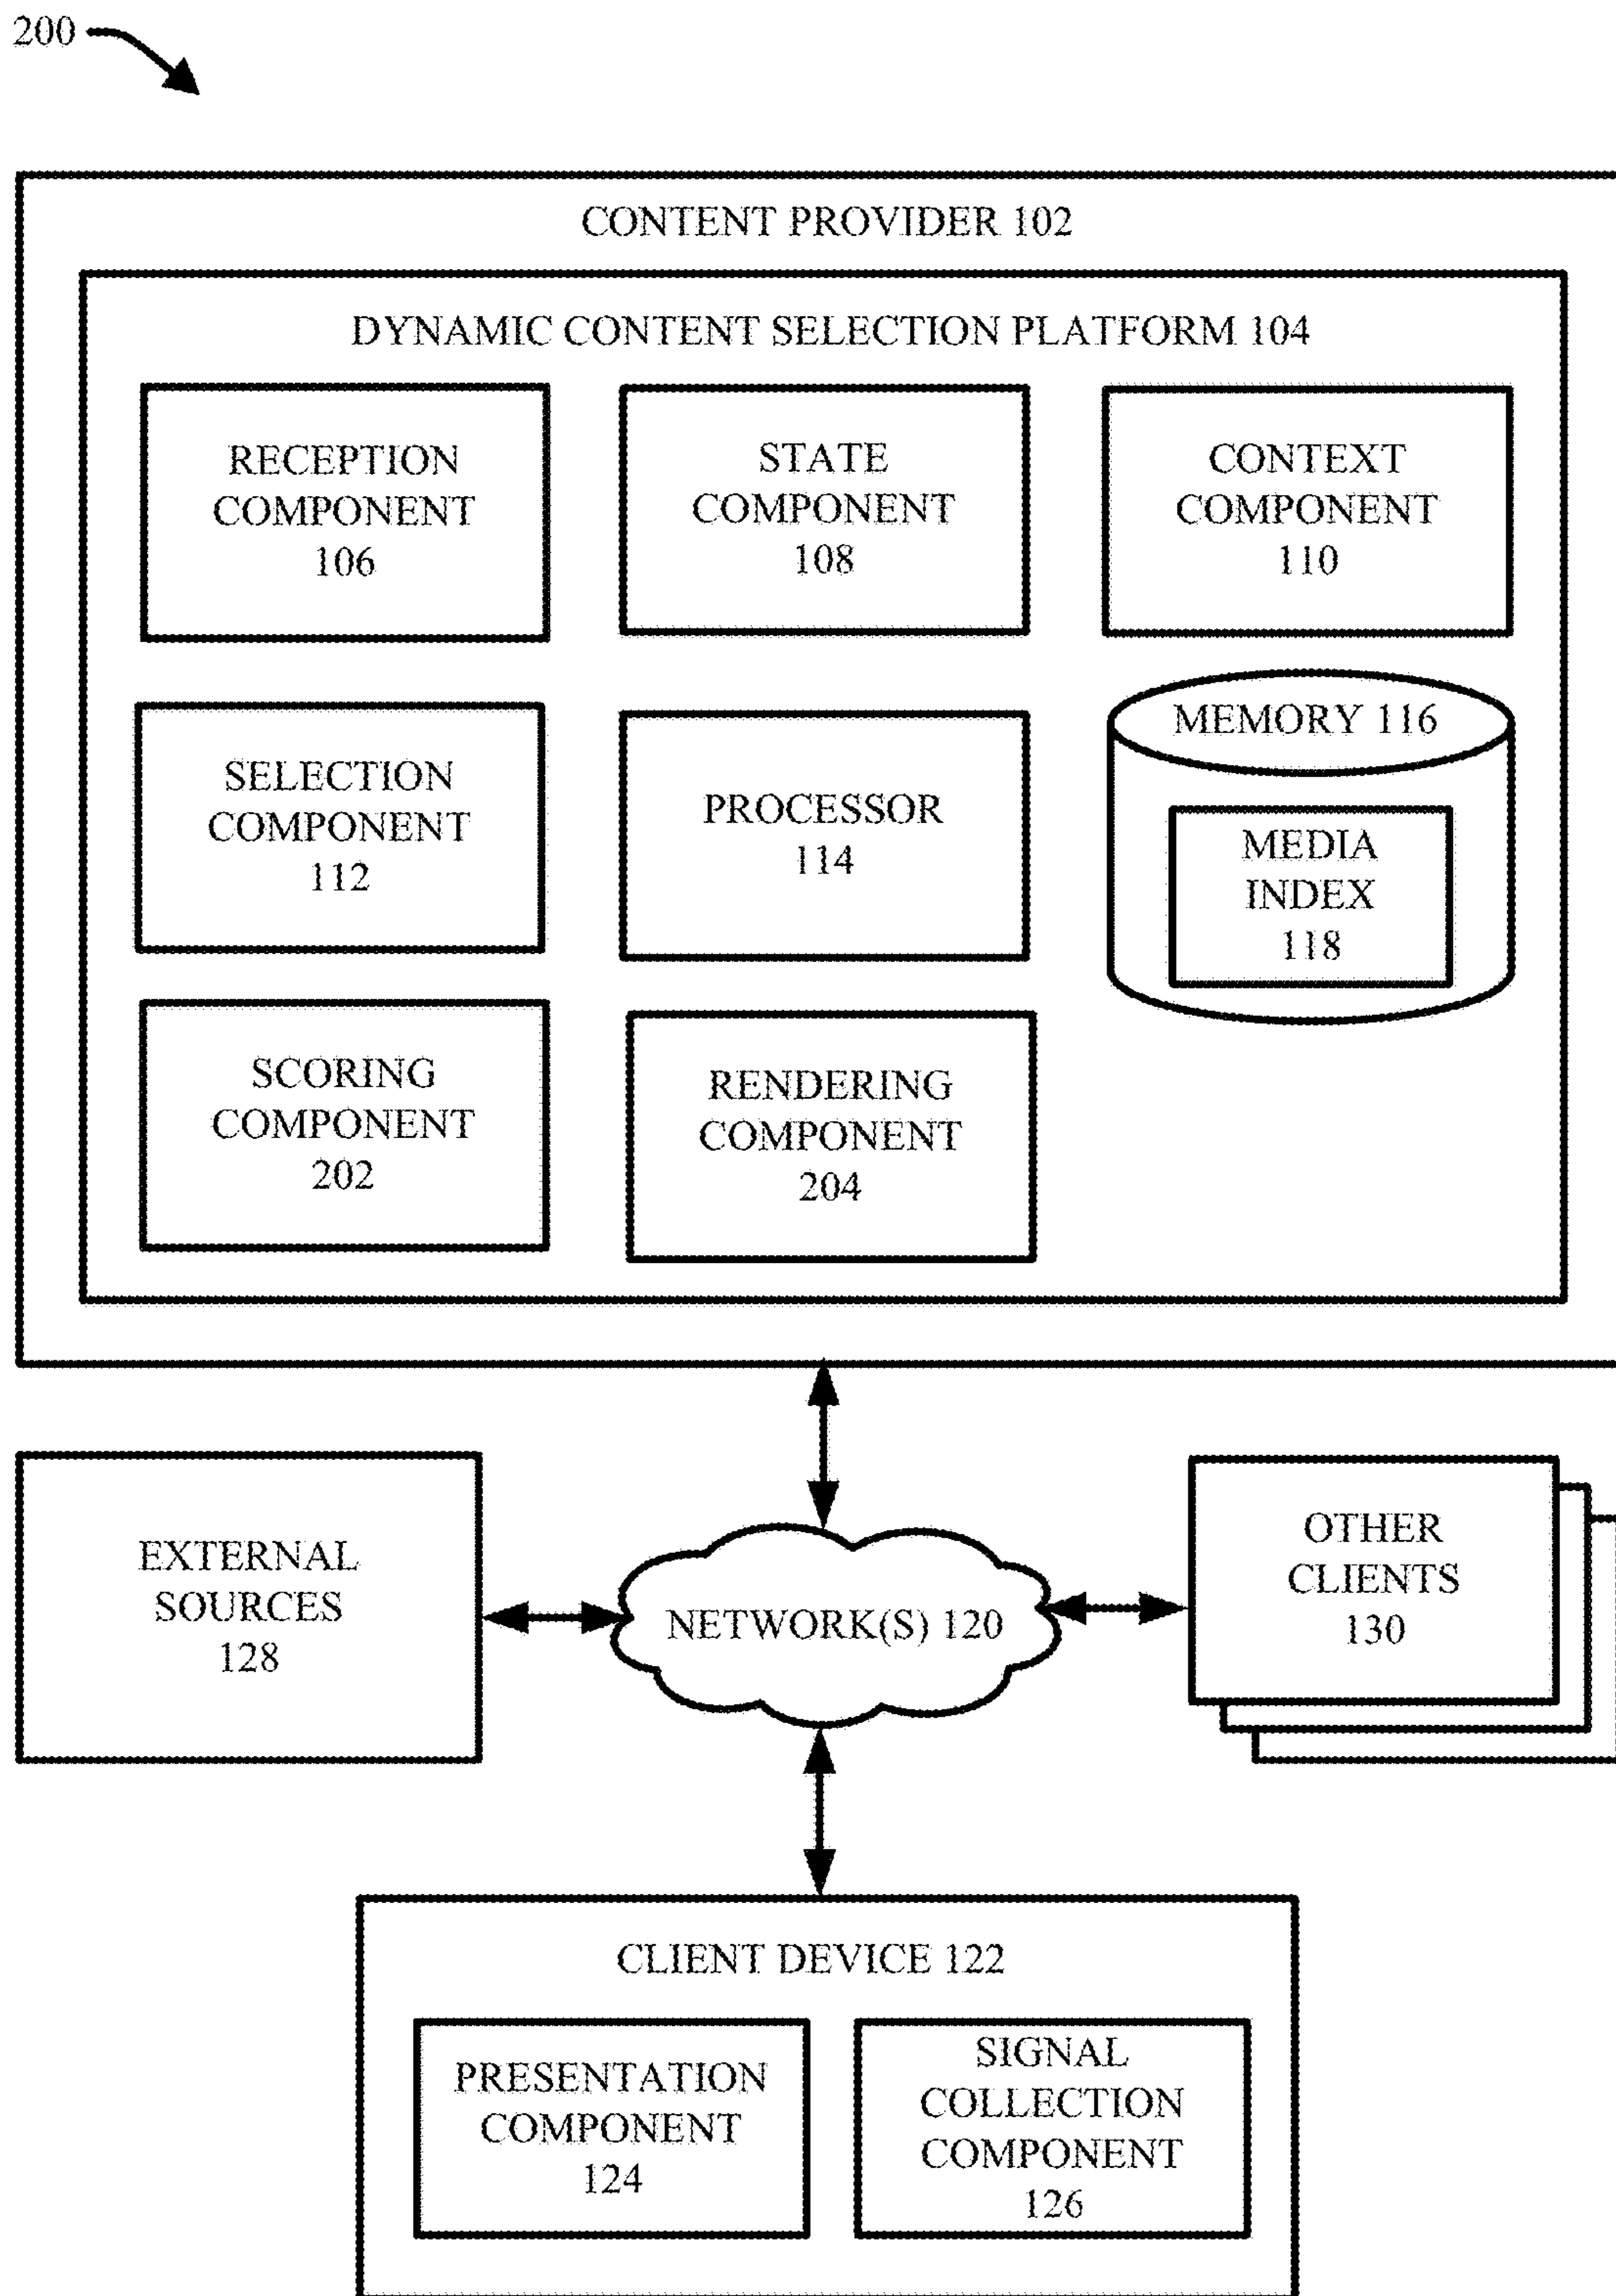 200
CONTENT PROVIDER 102
DYNAMIC CONTENT SELECTION PLATFORM 104
RECEPTION
COMPONENT
106
STATE
COMPONENT
108
CONTEXT
COMPONENT
110
SELECTION
COMPONENT
112
PROCESSOR
114
MEMORY 116
MEDIA
INDEX
118
SCORING
COMPONENT
202
RENDERING
COMPONENT
204
EXTERNAL
SOURCES
128
NETWORK(S) 120
OTHER
CLIENTS
130
CLIENT DEVICE 122
PRESENTATION
COMPONENT
124
SIGNAL
COLLECTION
COMPONENT
126